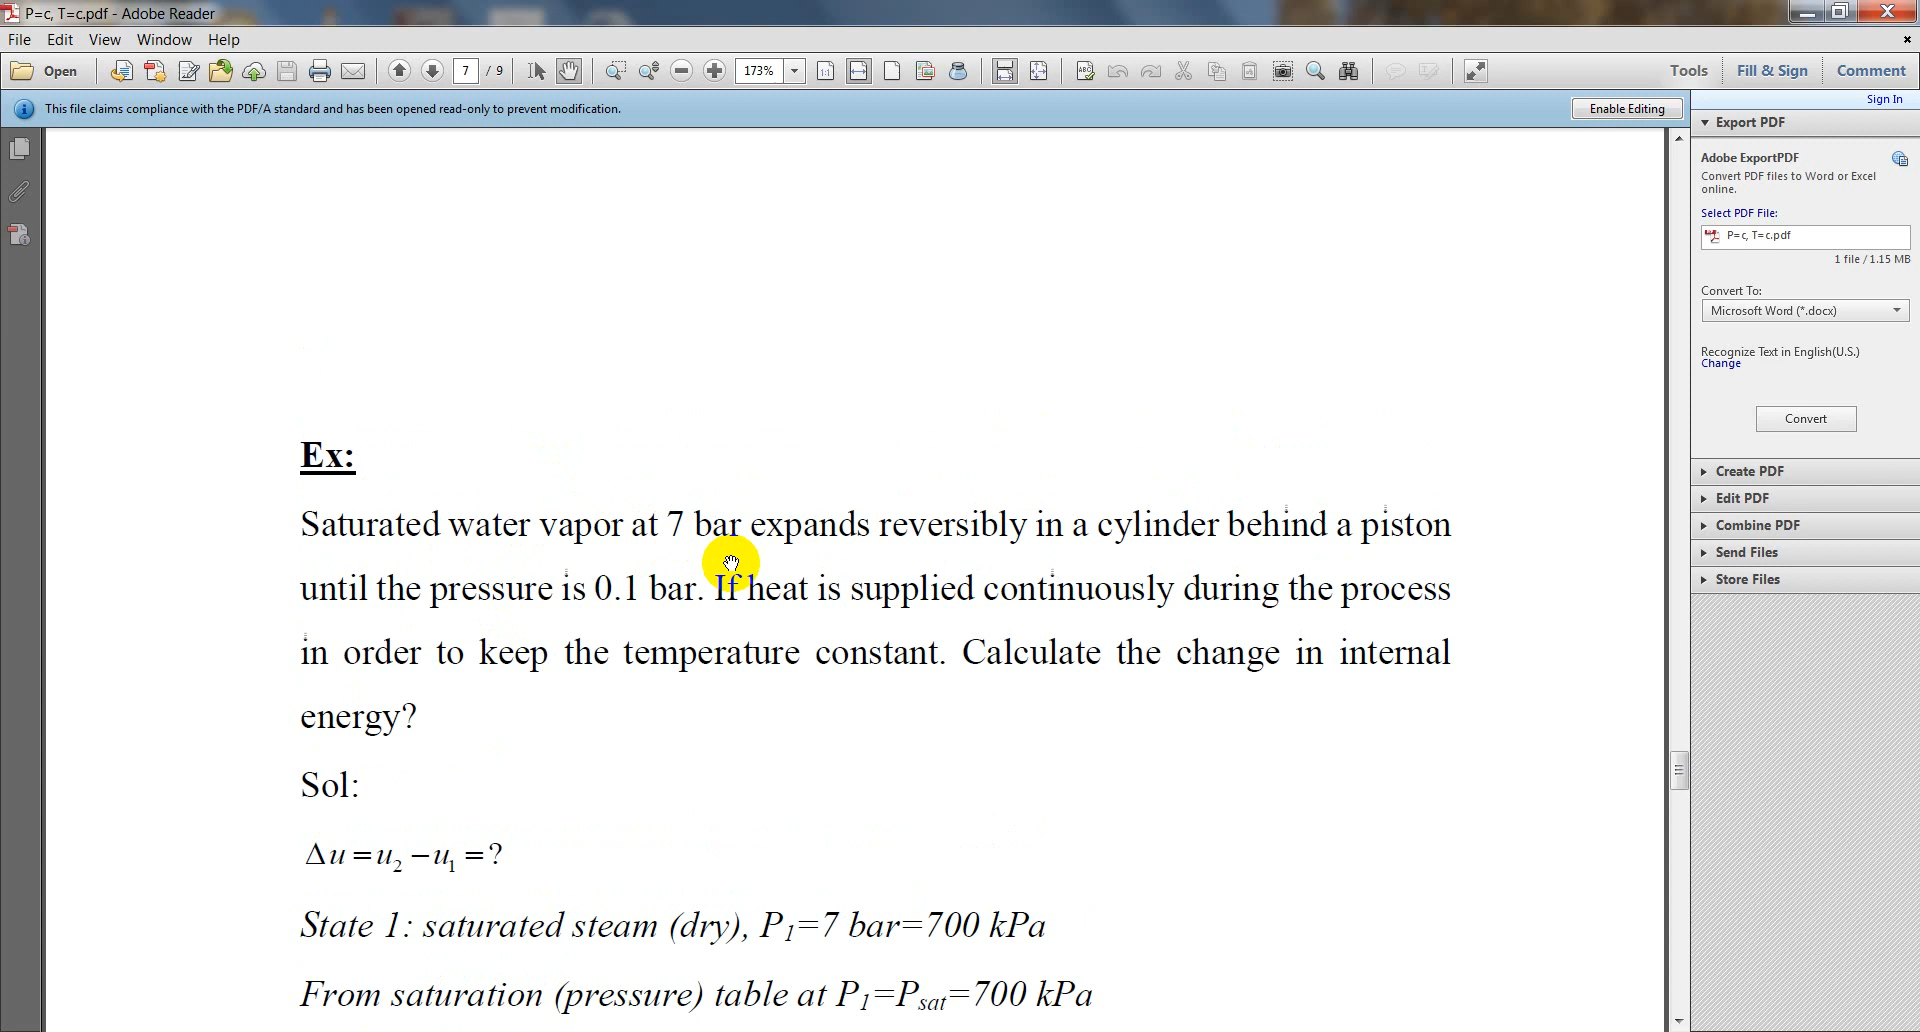 P=c, T=c.pdf - Adobe Reader
File Edit View Window Help
Open 7 / 9 173% Tools Fill & Sign Comment
This file claims compliance with the PDF/A standard and has been opened read-only to prevent modification. Enable Editing
Sign In
Export PDF
Adobe ExportPDF
Convert PDF files to Word or Excel
online.
Select PDF File:
P=c, T=c.pdf
1 file / 1.15 MB
Convert To:
Microsoft Word (*.docx)
Recognize Text in English(U.S.)
Change
Convert
Create PDF
Edit PDF
Combine PDF
Send Files
Store Files
Ex:
Saturated water vapor at 7 bar expands reversibly in a cylinder behind a piston
until the pressure is 0.1 bar. If heat is supplied continuously during the process
in order to keep the temperature constant. Calculate the change in internal
energy?
Sol:
Δu = u₂ − u₁ = ?
State 1: saturated steam (dry), P₁=7 bar=700 kPa
From saturation (pressure) table at P₁=Psat=700 kPa